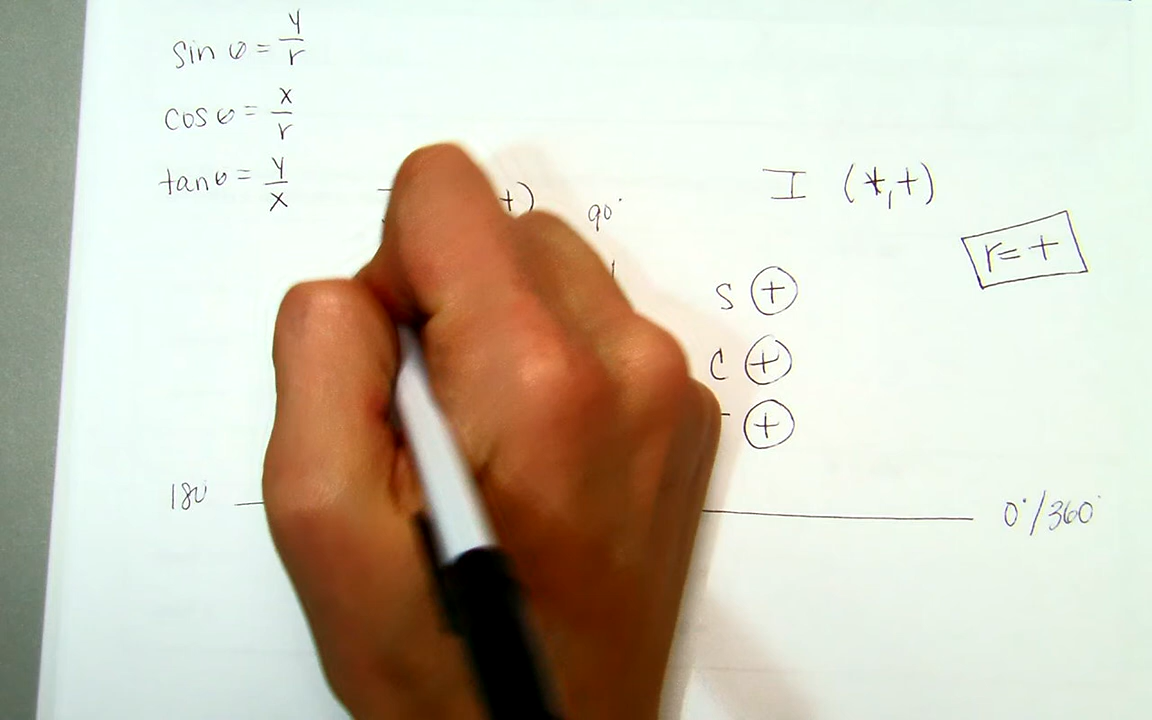 sin θ = y/r
cos θ = x/r
tan θ = y/x
+)
90°
I (+,+)
r = +
S +
C +
+
180
0°/360°